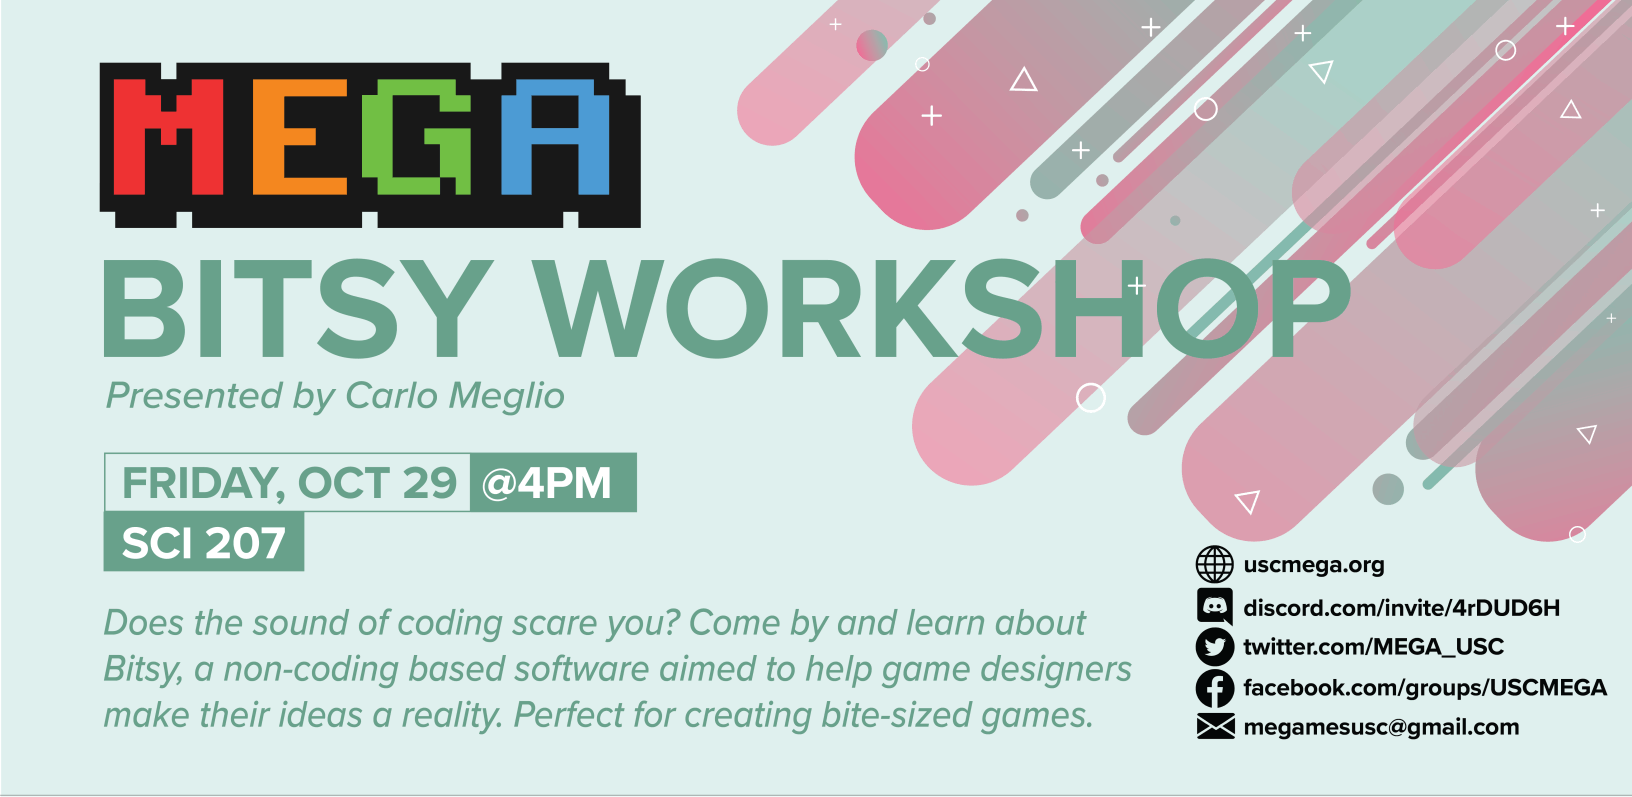 MEGA
BITSY WORKSHOP
Presented by Carlo Meglio
FRIDAY, OCT 29 @4PM
SCI 207
Does the sound of coding scare you? Come by and learn about
Bitsy, a non-coding based software aimed to help game designers
make their ideas a reality. Perfect for creating bite-sized games.
uscmega.org
discord.com/invite/4rDUD6H
twitter.com/MEGA_USC
facebook.com/groups/USCMEGA
megamesusc@gmail.com